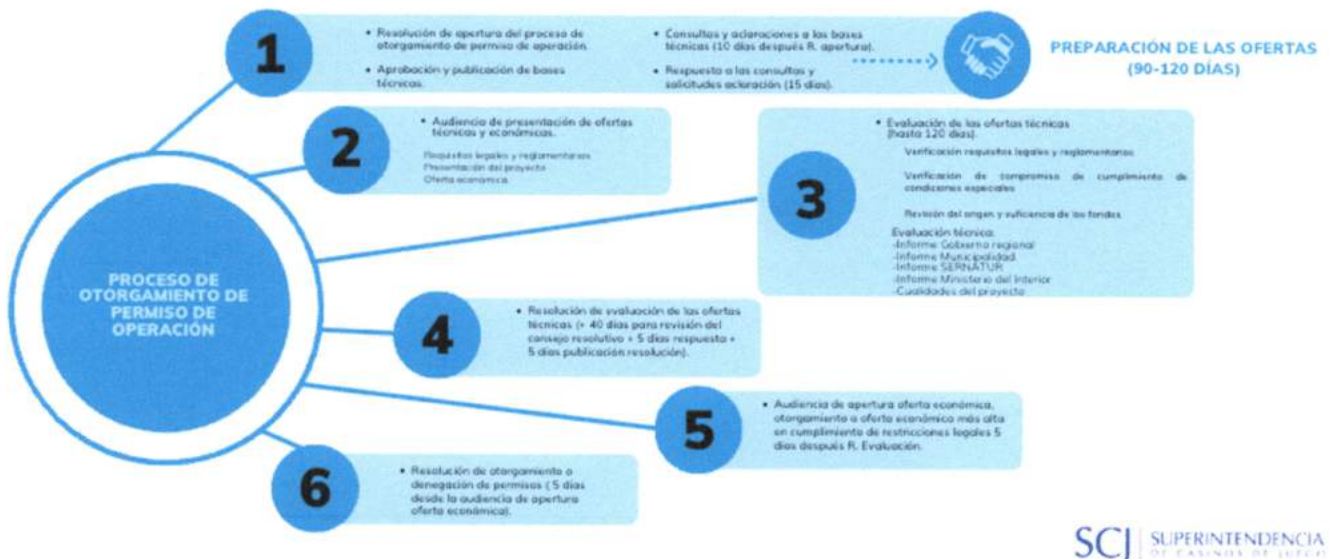 1
• Resolución de apertura del proceso de
otorgamiento de permiso de operación.
• Aprobación y publicación de bases
técnicas.
• Consultas y aclaraciones a las bases
técnicas (10 días después R. apertura).
• Respuesta a las consultas y
solicitudes aclaración (15 días).
PREPARACIÓN DE LAS OFERTAS
(90-120 DÍAS)
2
• Audiencia de presentación de ofertas
técnicas y económicas.
Requisitos legales y reglamentarios
Presentación del proyecto
Oferta económica
3
• Evaluación de las ofertas técnicas
(hasta 120 días).
Verificación requisitos legales y reglamentarios
Verificación de compromiso de cumplimiento de
condiciones especiales
Revisión del origen y suficiencia de los fondos
Evaluación técnica:
-Informe Gobierno regional
-Informe Municipalidad
-Informe SERNATUR
-Informe Ministerio del Interior
-Cualidades del proyecto
PROCESO DE
OTORGAMIENTO DE
PERMISO DE
OPERACIÓN
4
• Resolución de evaluación de las ofertas
técnicas (+ 40 días para revisión del
consejo resolutivo + 5 días respuesta +
5 días publicación resolución).
5
• Audiencia de apertura oferta económica,
otorgamiento a oferta económica más alta
en cumplimiento de restricciones legales 5
días después R. Evaluación.
6
• Resolución de otorgamiento o
denegación de permisos ( 5 días
desde la audiencia de apertura
oferta económica).
SCJ SUPERINTENDENCIA
DE CASINOS DE JUEGO